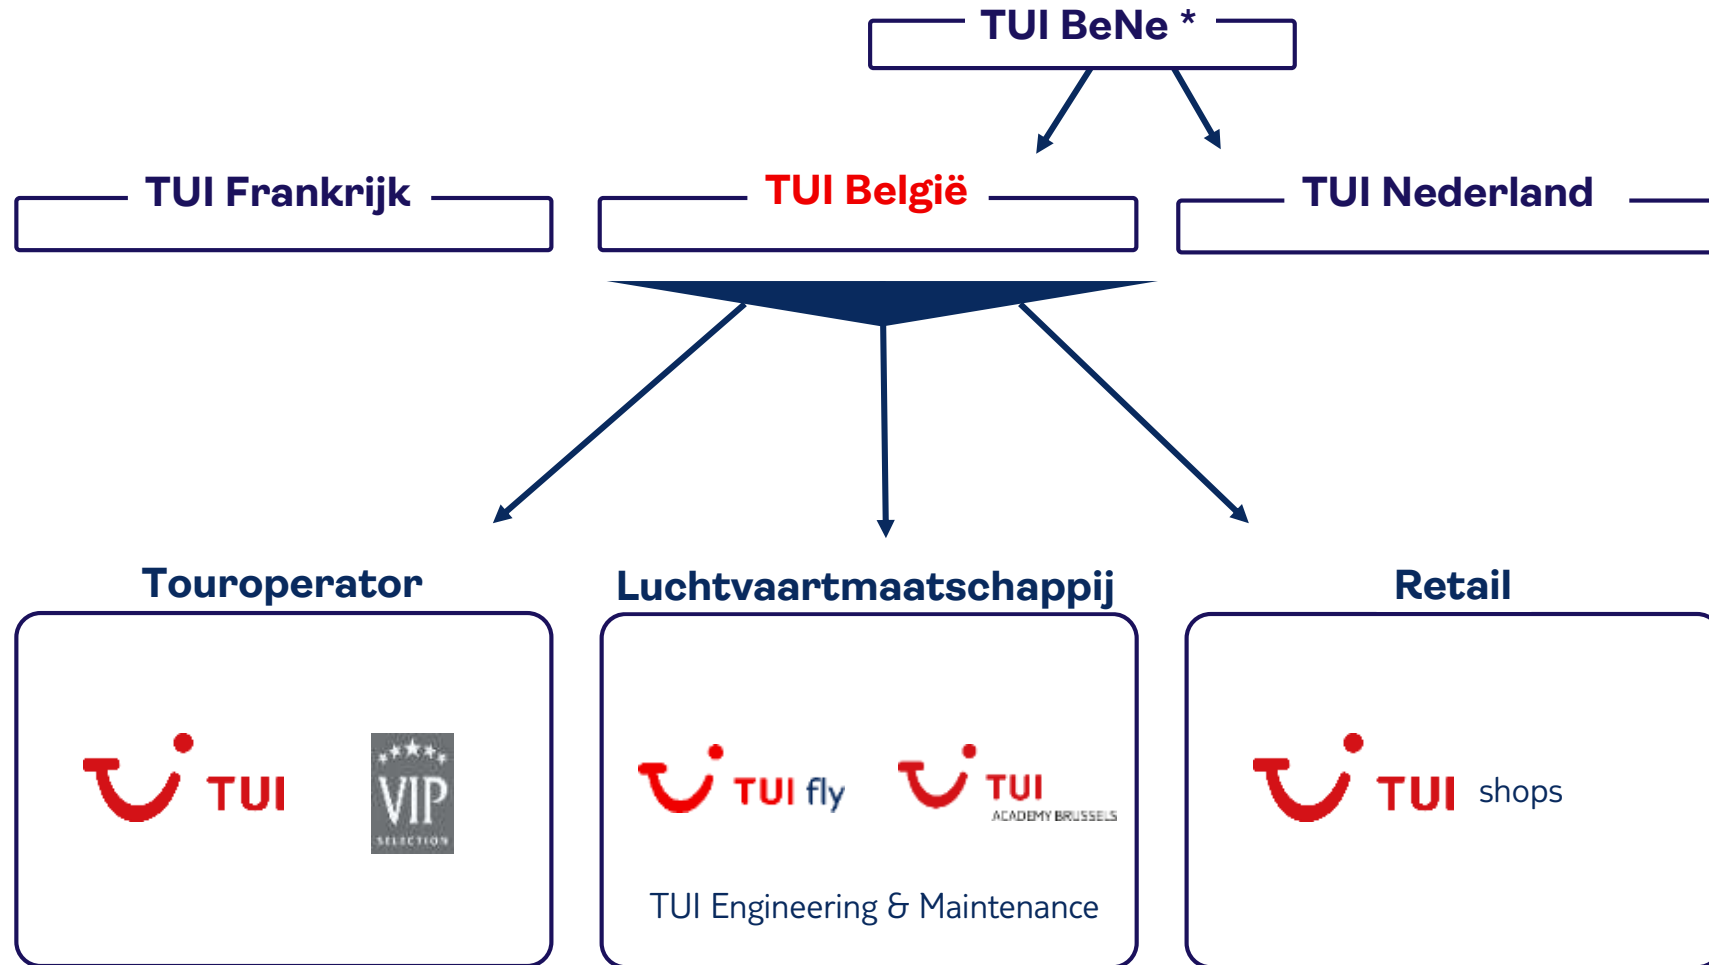 TUI BeNe *
TUI Frankrijk
TUI België
TUI Nederland
Touroperator
Luchtvaartmaatschappij
Retail
TUI
VIP
SELECTION
TUI fly
TUI
ACADEMY BRUSSELS
TUI shops
TUI Engineering & Maintenance